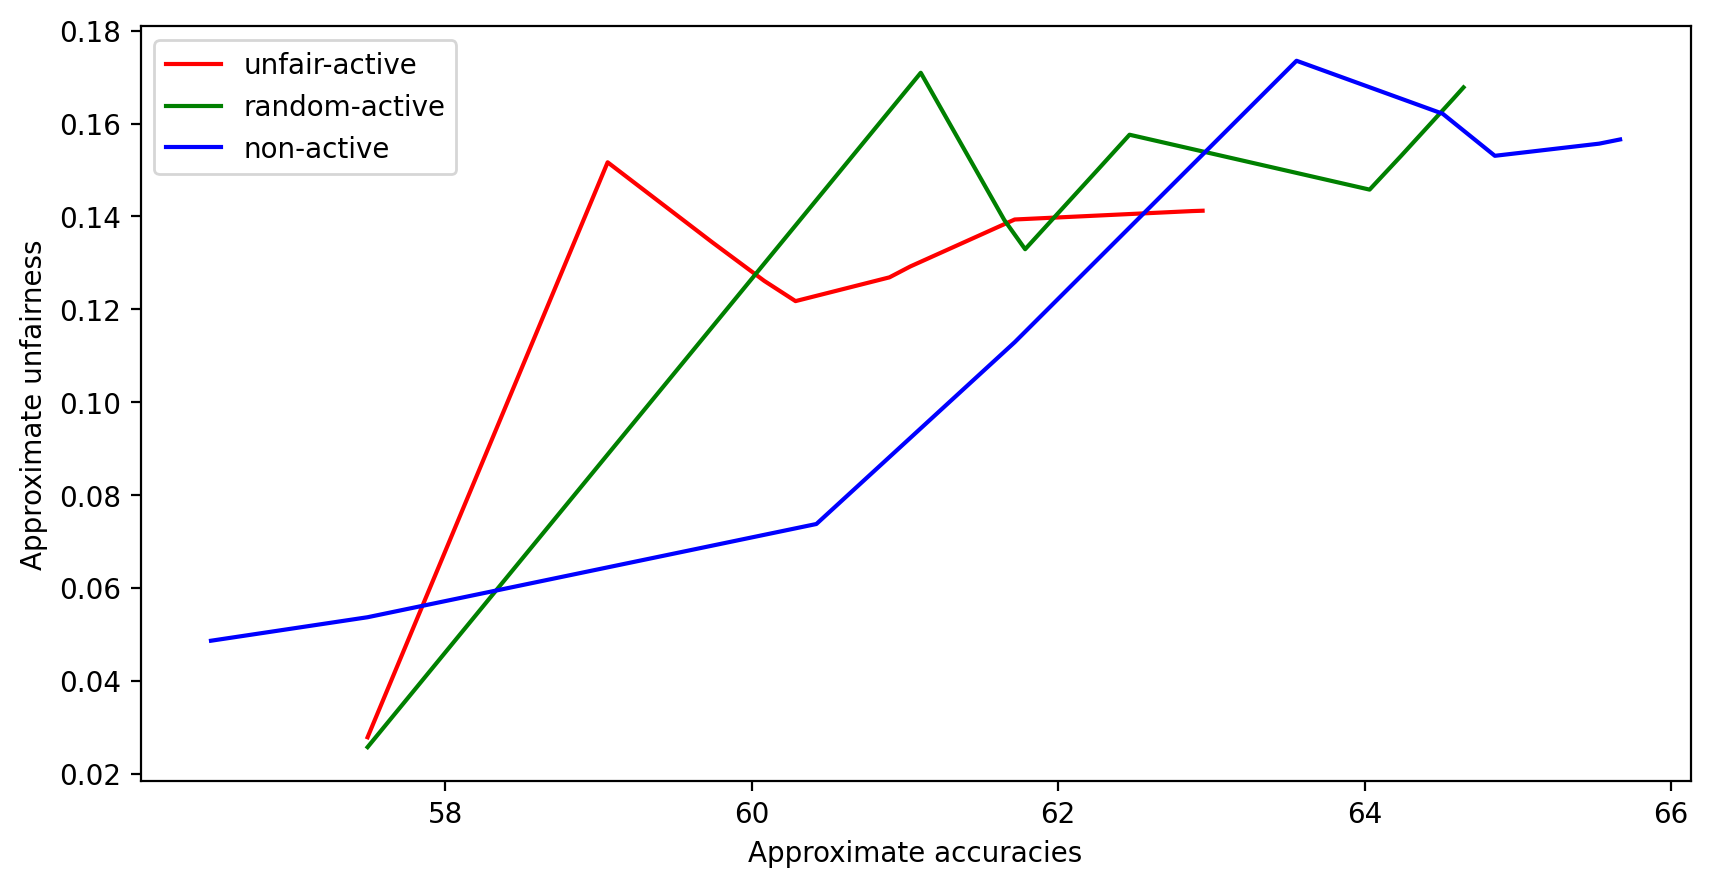 unfair-active
random-active
non-active
0.18
0.16
0.14
0.12
0.10
0.08
0.06
0.04
0.02
Approximate unfairness
58 60 62 64 66
Approximate accuracies